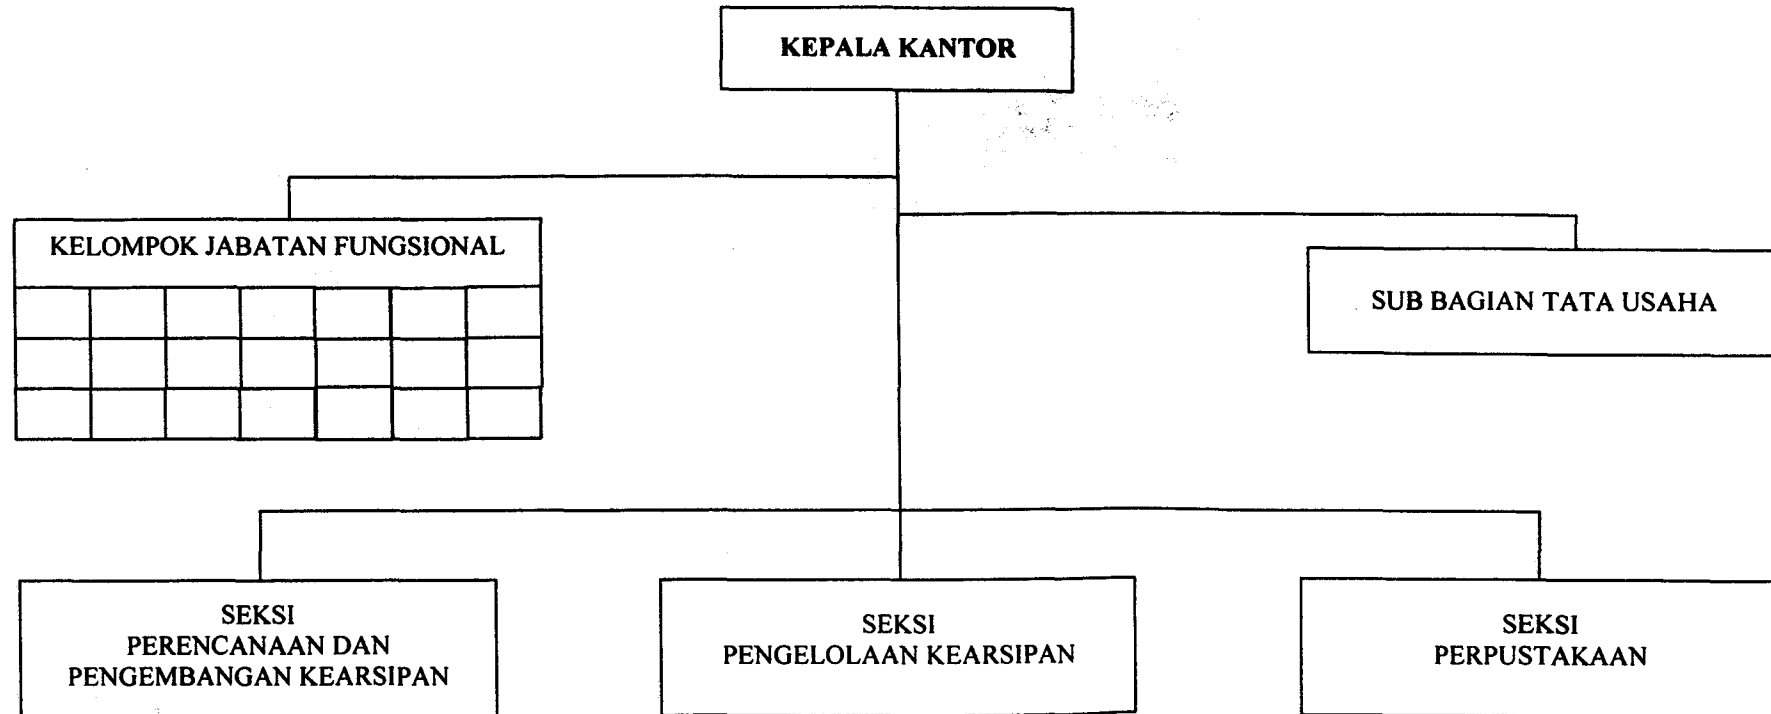 KEPALA KANTOR
KELOMPOK JABATAN FUNGSIONAL
SUB BAGIAN TATA USAHA
SEKSI
PERENCANAAN DAN
PENGEMBANGAN KEARSIPAN
SEKSI
PENGELOLAAN KEARSIPAN
SEKSI
PERPUSTAKAAN